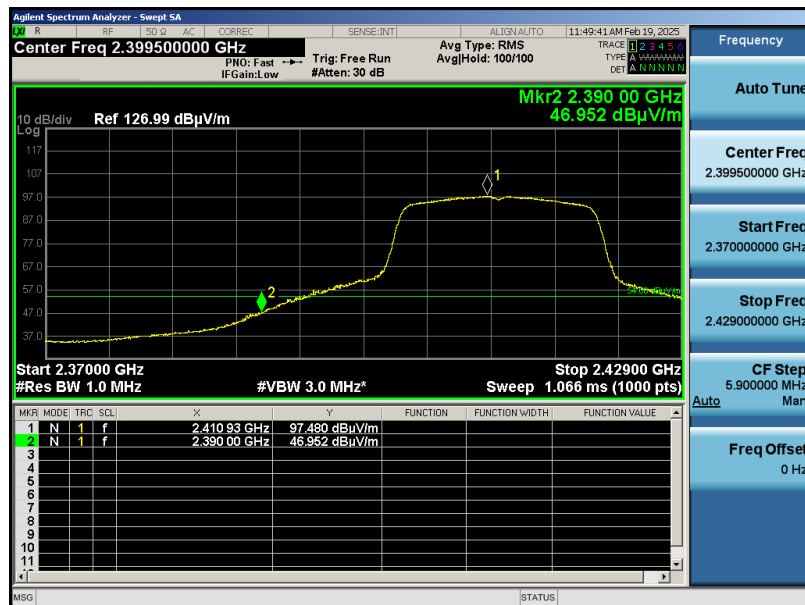 Agilent Spectrum Analyzer - Swept SA
LXI R RF 50 Ω AC CORREC SENSE:INT ALIGN AUTO 11:49:41 AM Feb 19, 2025
Center Freq 2.399500000 GHz
PNO: Fast
IFGain:Low
Trig: Free Run
#Atten: 30 dB
Avg Type: RMS
Avg|Hold: 100/100
TRACE 1 2 3 4 5 6
TYPE A
DET A N N N N N
Mkr2 2.390 00 GHz
46.952 dBµV/m
10 dB/div
Log
Ref 126.99 dBµV/m
117
107
97.0
87.0
77.0
67.0
57.0
47.0
37.0
1
2
Start 2.37000 GHz Stop 2.42900 GHz
#Res BW 1.0 MHz #VBW 3.0 MHz* Sweep 1.066 ms (1000 pts)
MKR MODE TRC SCL X Y FUNCTION FUNCTION WIDTH FUNCTION VALUE
1 N 1 f 2.410 93 GHz 97.480 dBµV/m
2 N 1 f 2.390 00 GHz 46.952 dBµV/m
3
4
5
6
7
8
9
10
11
MSG STATUS
Frequency
Auto Tune
Center Freq
2.399500000 GHz
Start Freq
2.370000000 GHz
Stop Freq
2.429000000 GHz
CF Step
5.900000 MHz
Auto Man
Freq Offset
0 Hz